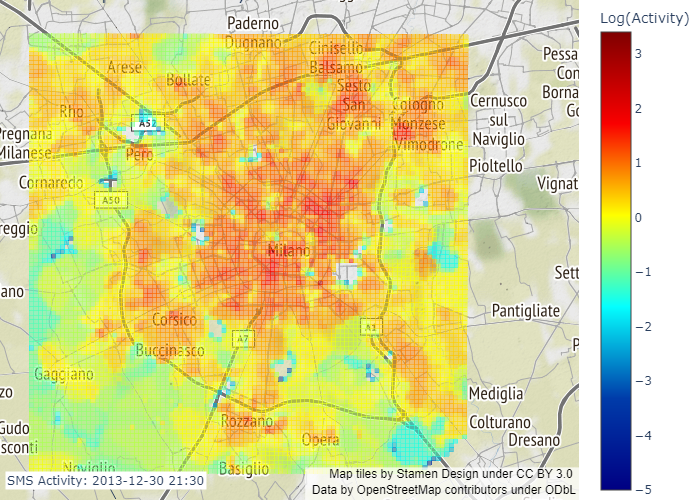 Log(Activity)
3
2
1
0
−1
−2
−3
−4
−5
Paderno
Dugnano
Cinisello
Balsamo
Arese
Bollate
Sesto
San
Giovanni
Cologno
Monzese
Vimodrone
Cernusco
sul
Naviglio
Pioltello
Rho
A52
Pero
Pregnana
Milanese
Cornaredo
A50
Vignat
Pessa
Con
Borna
Go
reggio
Milano
Sett
ano
Pantigliate
Corsico
A7
A1
Buccinasco
Gaggiano
Mediglia
Rozzano
Colturano
Dresano
Opera
zo
Gudo
sconti
Noviglio
Basiglio
P
SMS Activity: 2013-12-30 21:30
Map tiles by Stamen Design under CC BY 3.0
Data by OpenStreetMap contributors under ODbL